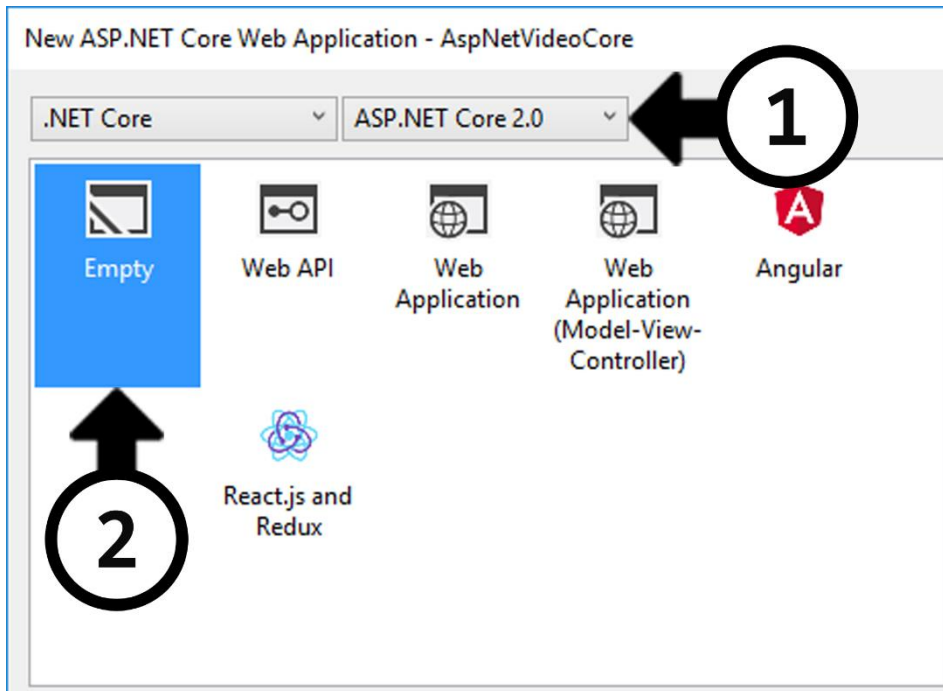 New ASP.NET Core Web Application - AspNetVideoCore
.NET Core
ASP.NET Core 2.0
1
Empty
Web API
Web
Application
Web
Application
(Model-View-
Controller)
A
Angular
2
React.js and
Redux